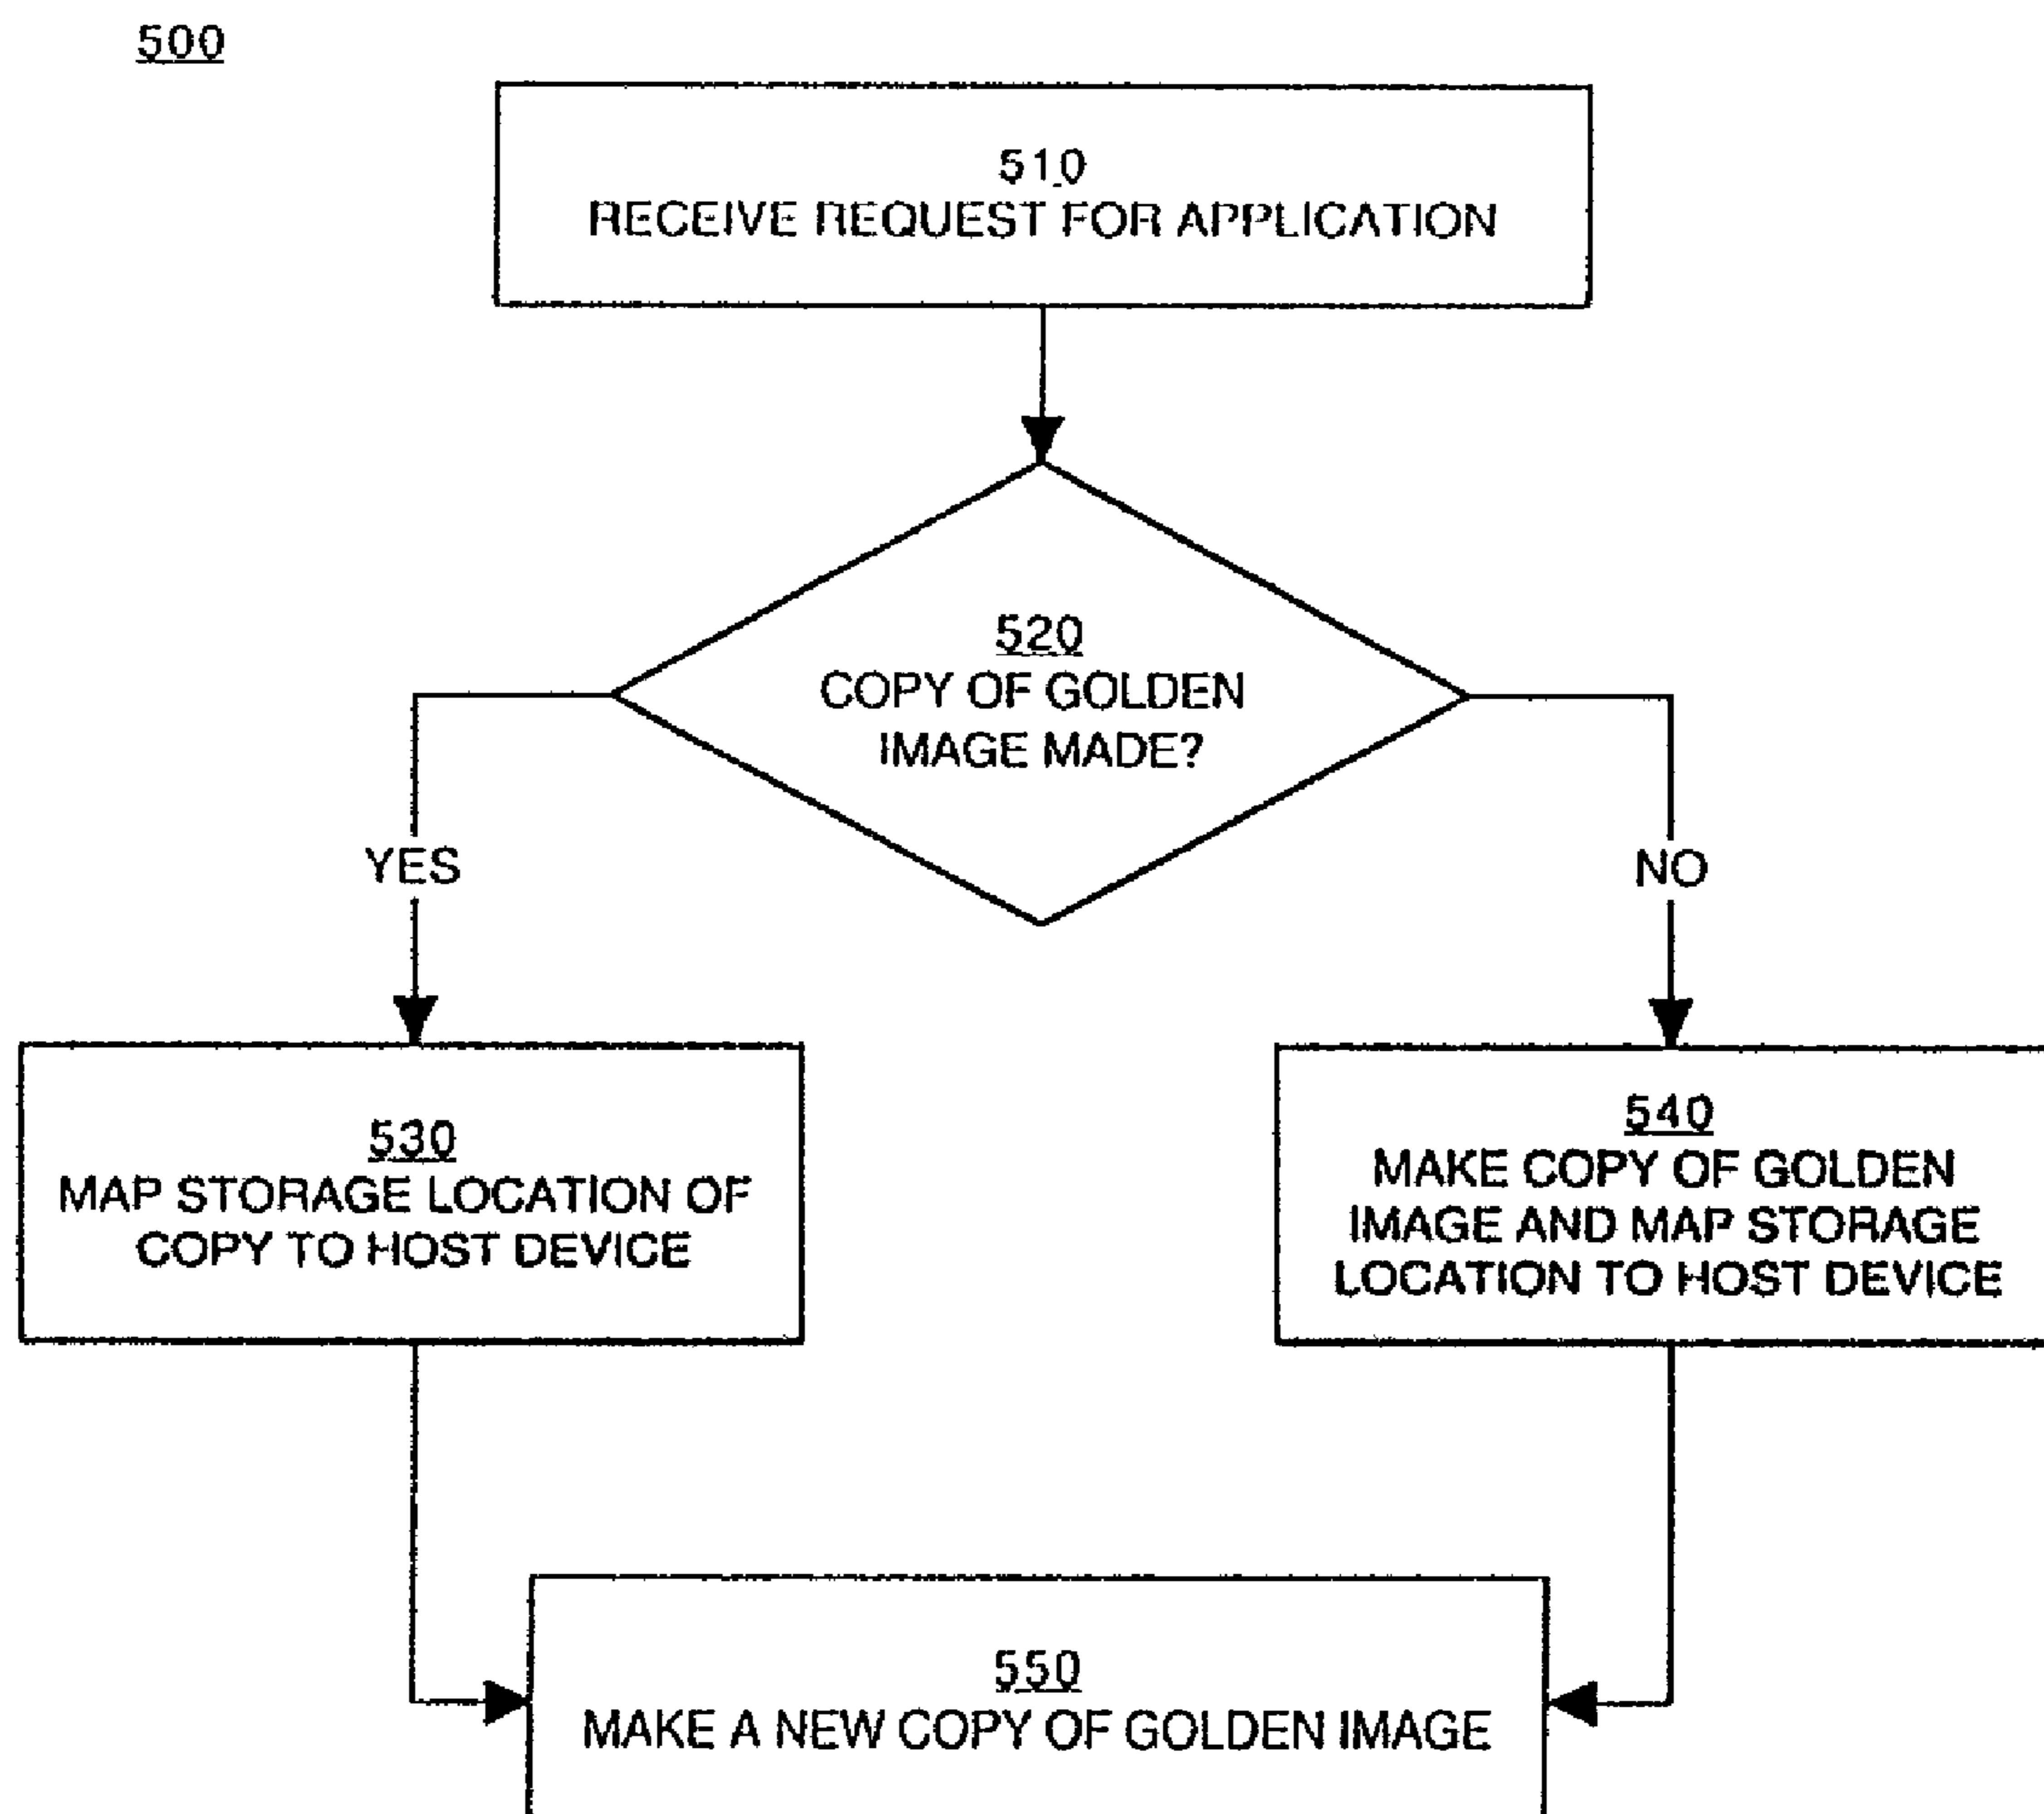 500
510
RECEIVE REQUEST FOR APPLICATION
520
COPY OF GOLDEN
IMAGE MADE?
YES
NO
530
MAP STORAGE LOCATION OF
COPY TO HOST DEVICE
540
MAKE COPY OF GOLDEN
IMAGE AND MAP STORAGE
LOCATION TO HOST DEVICE
550
MAKE A NEW COPY OF GOLDEN IMAGE